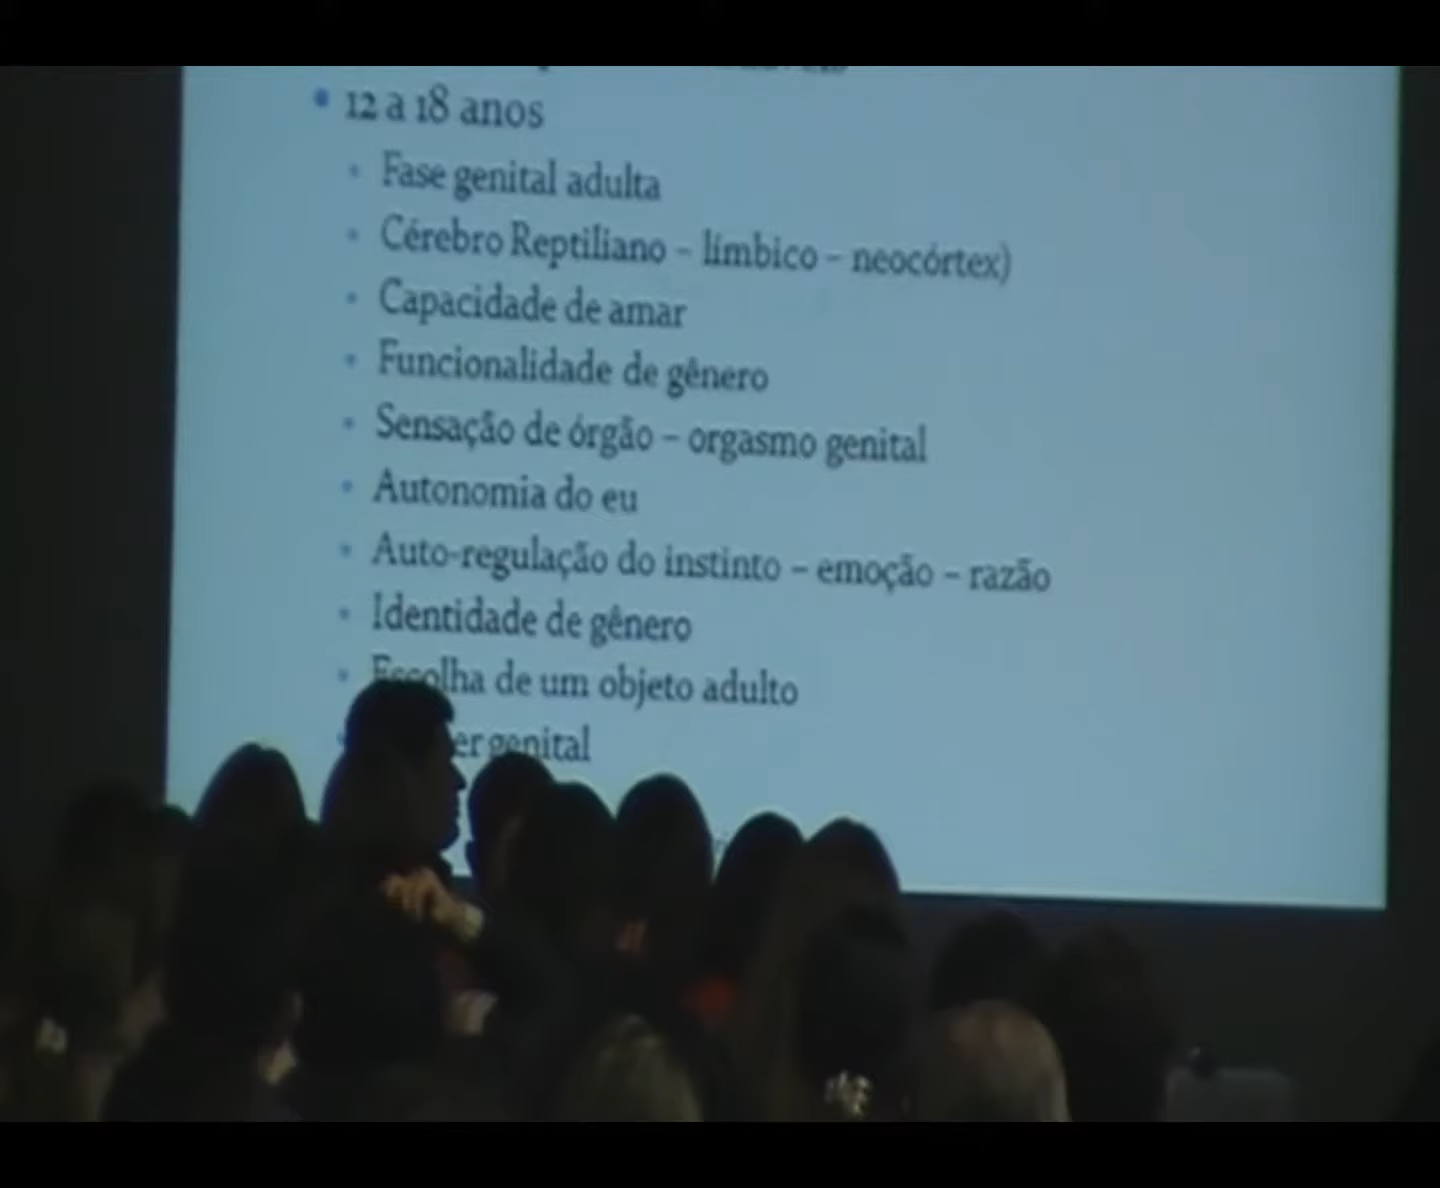 12 a 18 anos
Fase genital adulta
Cérebro Reptiliano – límbico – neocórtex)
Capacidade de amar
Funcionalidade de gênero
Sensação de órgão – orgasmo genital
Autonomia do eu
Auto-regulação do instinto – emoção – razão
Identidade de gênero
Escolha de um objeto adulto
genital